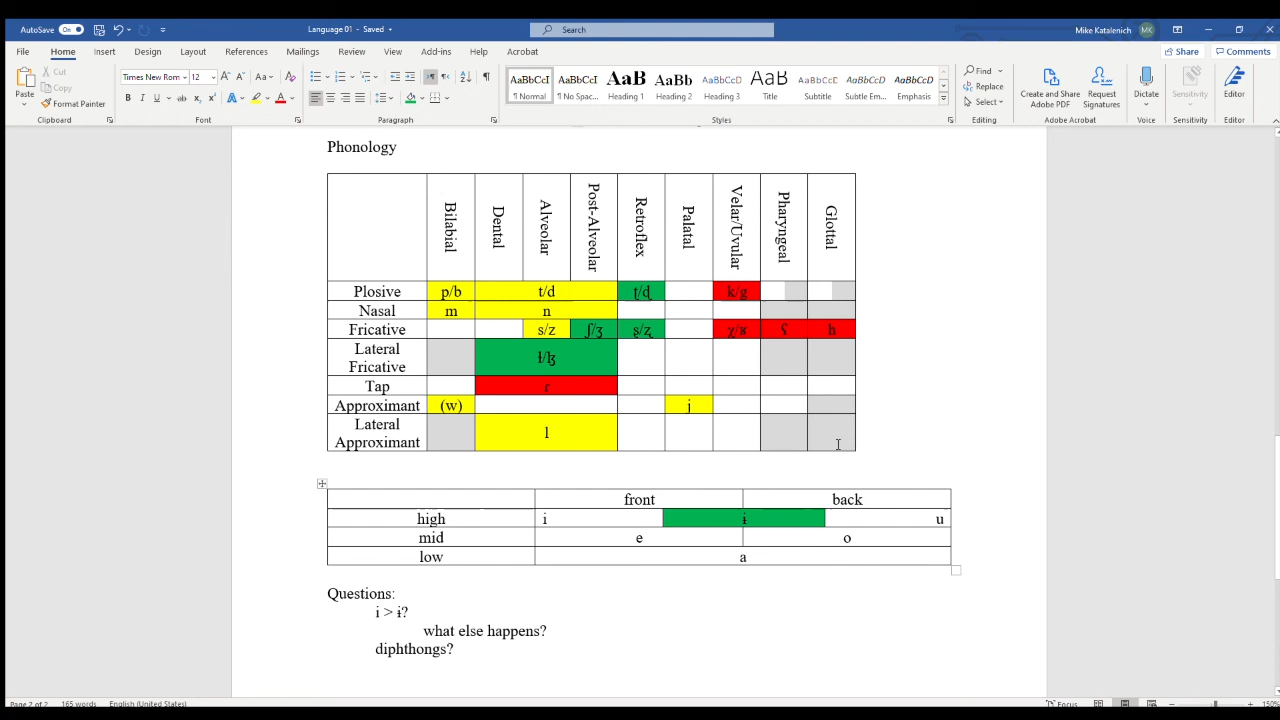 AutoSave On Language 01 - Saved Search Mike Katalenich MK
File Home Insert Design Layout References Mailings Review View Add-ins Help Acrobat Share Comments
Paste Cut Copy Format Painter Clipboard
Times New Rom 12 Font
Paragraph
AaBbCcI ¶ Normal AaBbCcI ¶ No Spac... AaB Heading 1 AaBb Heading 2 AaBbCcD Heading 3 AaB Title AaBbCcD Subtitle AaBbCcD Subtle Em... AaBbCcD Emphasis Styles
Find Replace Select Editing
Create and Share Adobe PDF Request Signatures Adobe Acrobat
Dictate Voice Sensitivity Sensitivity Editor Editor
Phonology
Bilabial Dental Alveolar Post-Alveolar Retroflex Palatal Velar/Uvular Pharyngeal Glottal
Plosive p/b t/d ʈ/ɖ k/g
Nasal m n
Fricative s/z ʃ/ʒ ʂ/ʐ χ/ʁ ʕ h
Lateral
Fricative ɬ/ɮ
Tap ɾ
Approximant (w) j
Lateral
Approximant l
front back
high i ɨ u
mid e o
low a
Questions:
i > ɨ?
what else happens?
diphthongs?
Page 2 of 2 165 words English (United States) Focus 150%